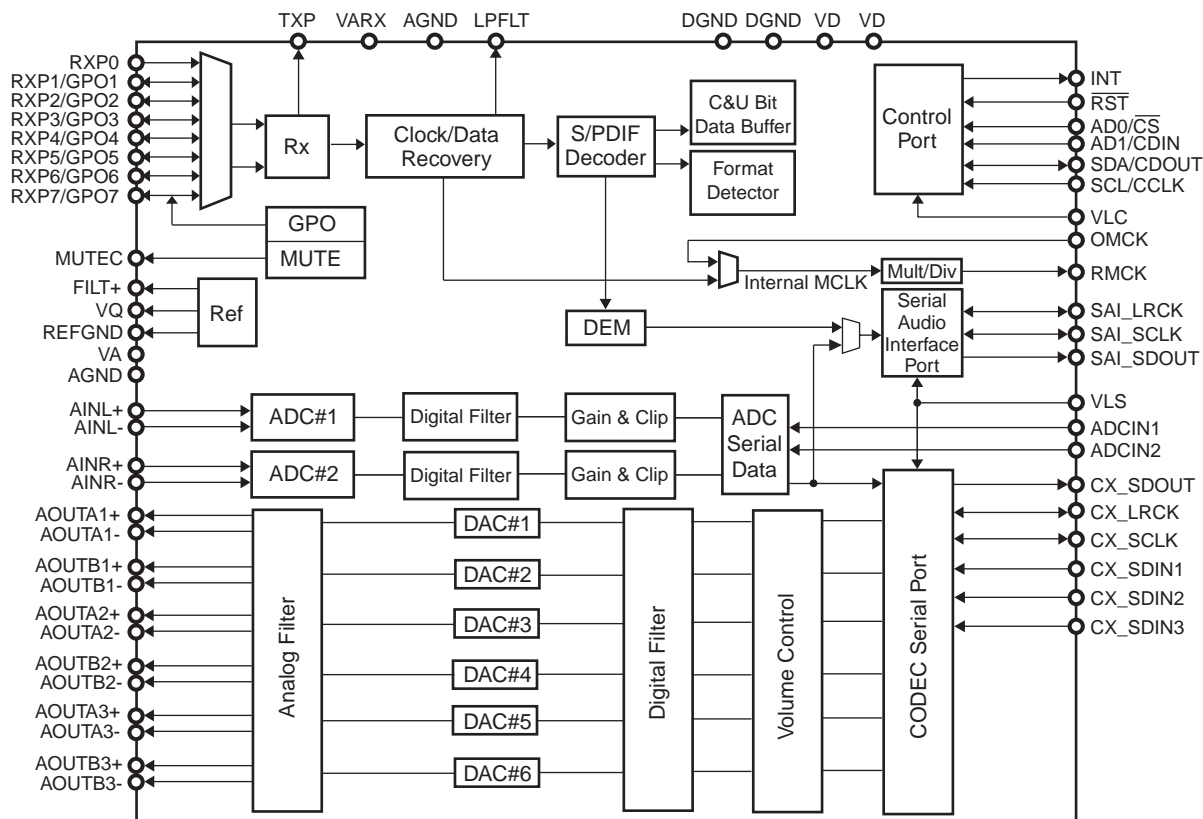 TXP
VARX
AGND
LPFLT
DGND
DGND
VD
VD
RXP0
RXP1/GPO1
RXP2/GPO2
RXP3/GPO3
RXP4/GPO4
RXP5/GPO5
RXP6/GPO6
RXP7/GPO7
MUTEC
FILT+
VQ
REFGND
VA
AGND
AINL+
AINL-
AINR+
AINR-
AOUTA1+
AOUTA1-
AOUTB1+
AOUTB1-
AOUTA2+
AOUTA2-
AOUTB2+
AOUTB2-
AOUTA3+
AOUTA3-
AOUTB3+
AOUTB3-
Rx
Clock/Data
Recovery
S/PDIF
Decoder
C&U Bit
Data Buffer
Format
Detector
Control
Port
GPO
MUTE
Ref
Internal MCLK
Mult/Div
DEM
Serial
Audio
Interface
Port
ADC#1
Digital Filter
Gain & Clip
ADC
Serial
Data
ADC#2
Digital Filter
Gain & Clip
Analog Filter
DAC#1
DAC#2
DAC#3
DAC#4
DAC#5
DAC#6
Digital Filter
Volume Control
CODEC Serial Port
INT
RST
AD0/CS
AD1/CDIN
SDA/CDOUT
SCL/CCLK
VLC
OMCK
RMCK
SAI_LRCK
SAI_SCLK
SAI_SDOUT
VLS
ADCIN1
ADCIN2
CX_SDOUT
CX_LRCK
CX_SCLK
CX_SDIN1
CX_SDIN2
CX_SDIN3